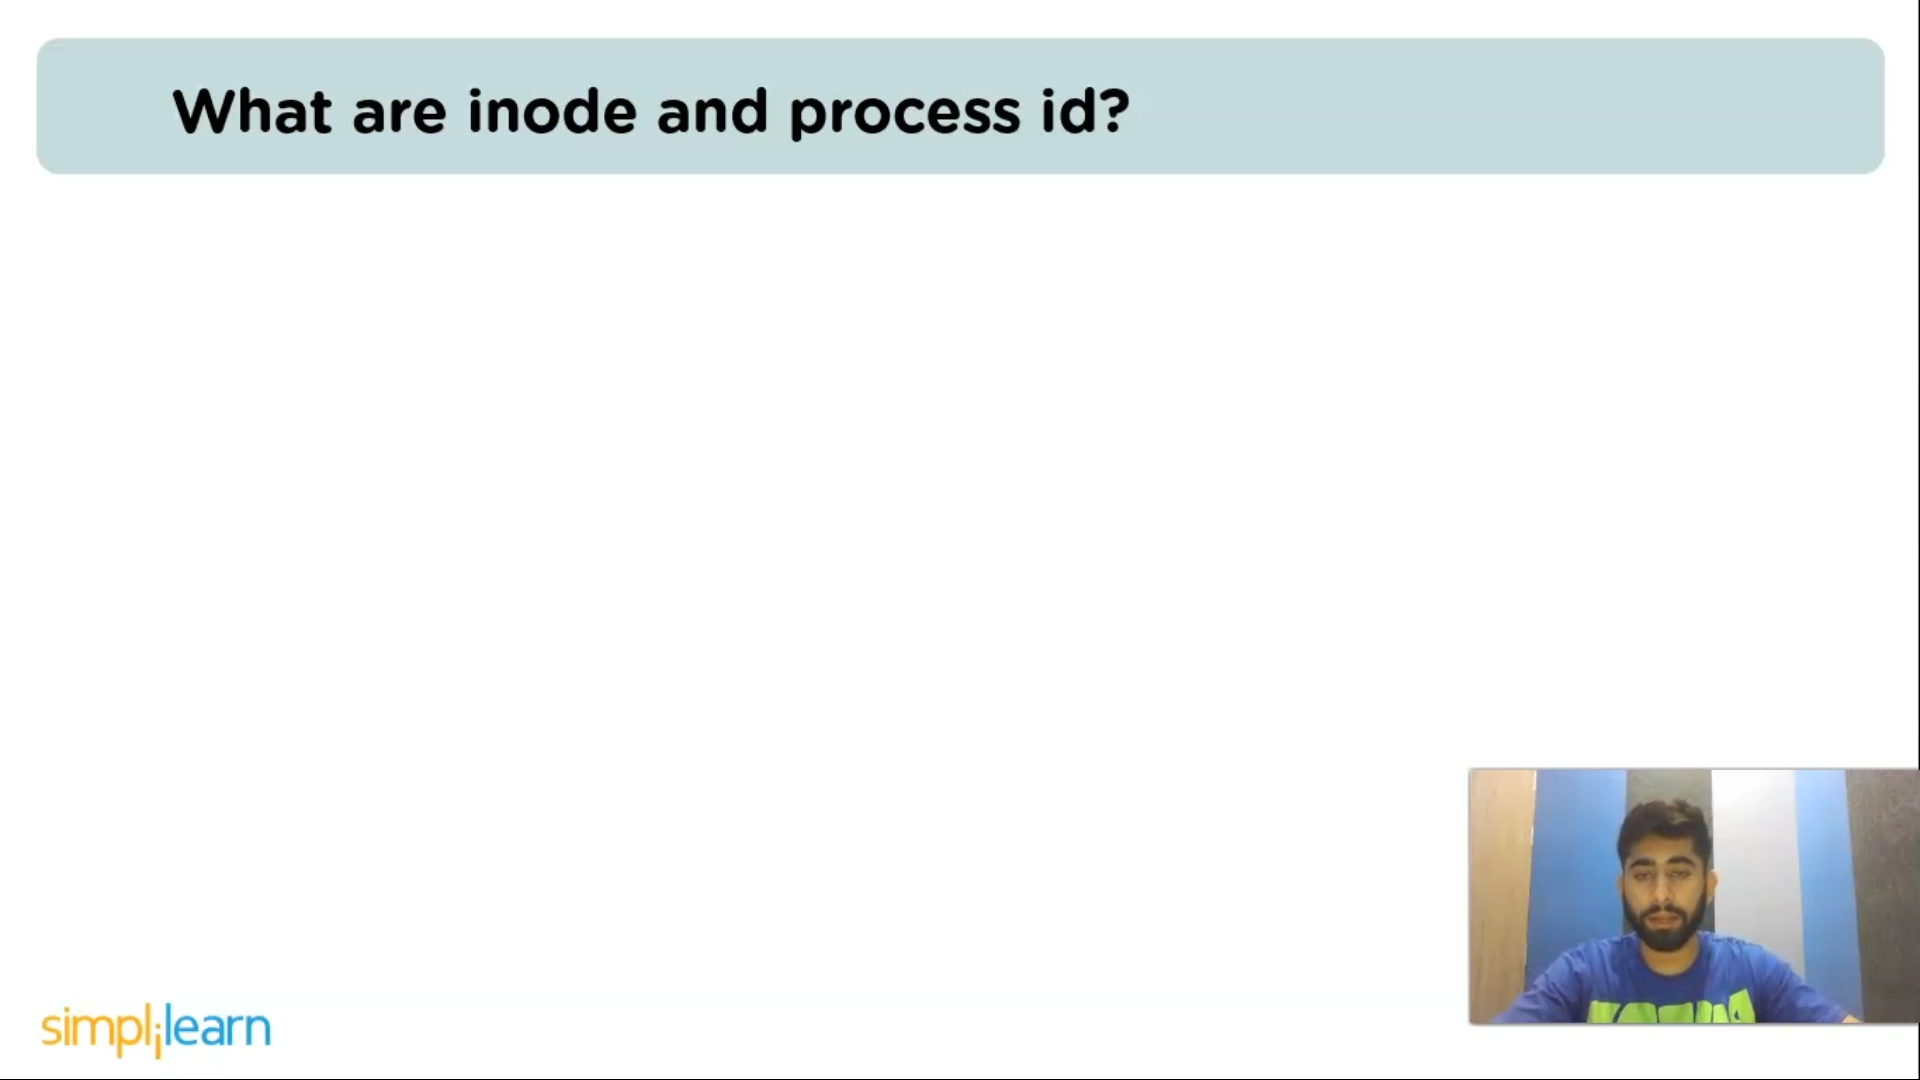 What are inode and process id?
simplilearn